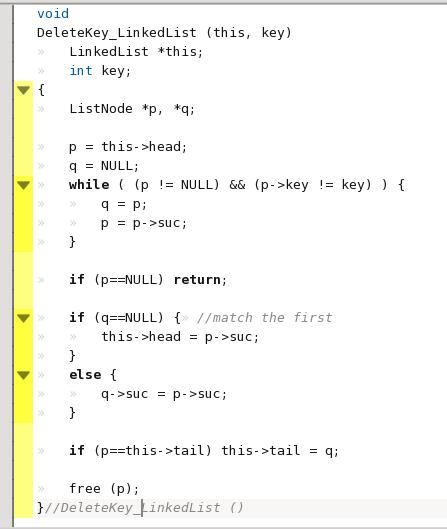 void
DeleteKey_LinkedList (this, key)
» LinkedList *this;
» int key;
{
» ListNode *p, *q;
» p = this->head;
» q = NULL;
» while ( (p != NULL) && (p->key != key) ) {
» » q = p;
» » p = p->suc;
» }
» if (p==NULL) return;
» if (q==NULL) {» //match the first
» » this->head = p->suc;
» }
» else {
» » q->suc = p->suc;
» }
» if (p==this->tail) this->tail = q;
» free (p);
}//DeleteKey_LinkedList ()